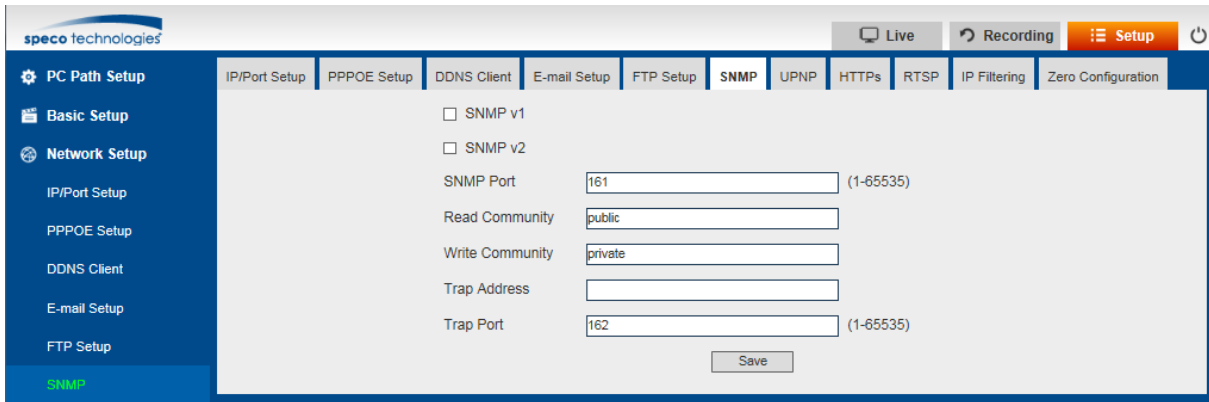 speco technologies
Live
Recording
Setup
PC Path Setup
Basic Setup
Network Setup
IP/Port Setup
PPPOE Setup
DDNS Client
E-mail Setup
FTP Setup
SNMP
IP/Port Setup
PPPOE Setup
DDNS Client
E-mail Setup
FTP Setup
SNMP
UPNP
HTTPs
RTSP
IP Filtering
Zero Configuration
SNMP v1
SNMP v2
SNMP Port 161 (1-65535)
Read Community public
Write Community private
Trap Address
Trap Port 162 (1-65535)
Save